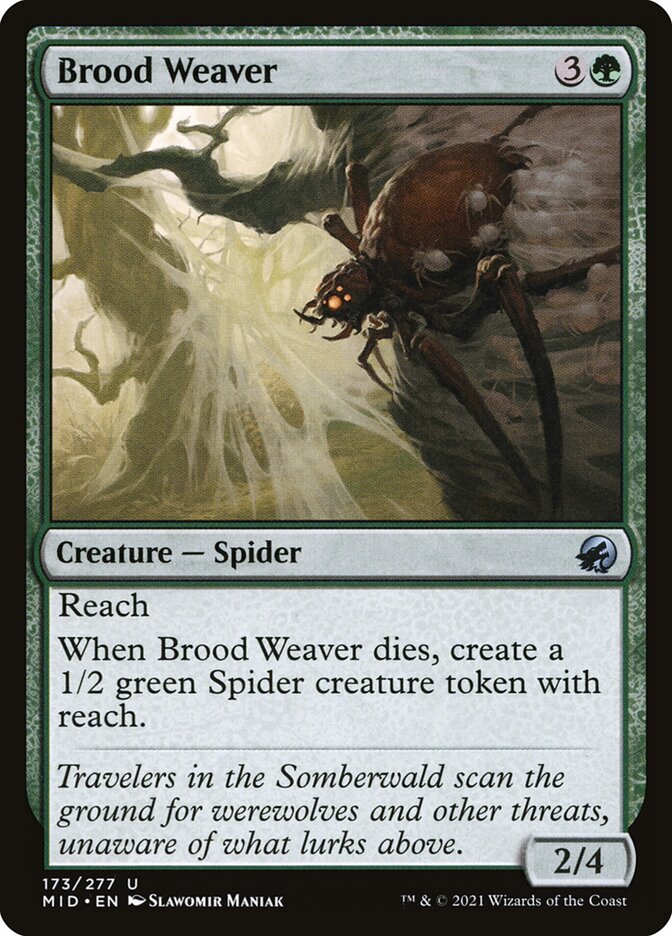 Brood Weaver 3
Creature — Spider
Reach
When Brood Weaver dies, create a
1/2 green Spider creature token with
reach.
Travelers in the Somberwald scan the
ground for werewolves and other threats,
unaware of what lurks above.
2/4
173/277 U
MID • EN Slawomir Maniak
™ & © 2021 Wizards of the Coast